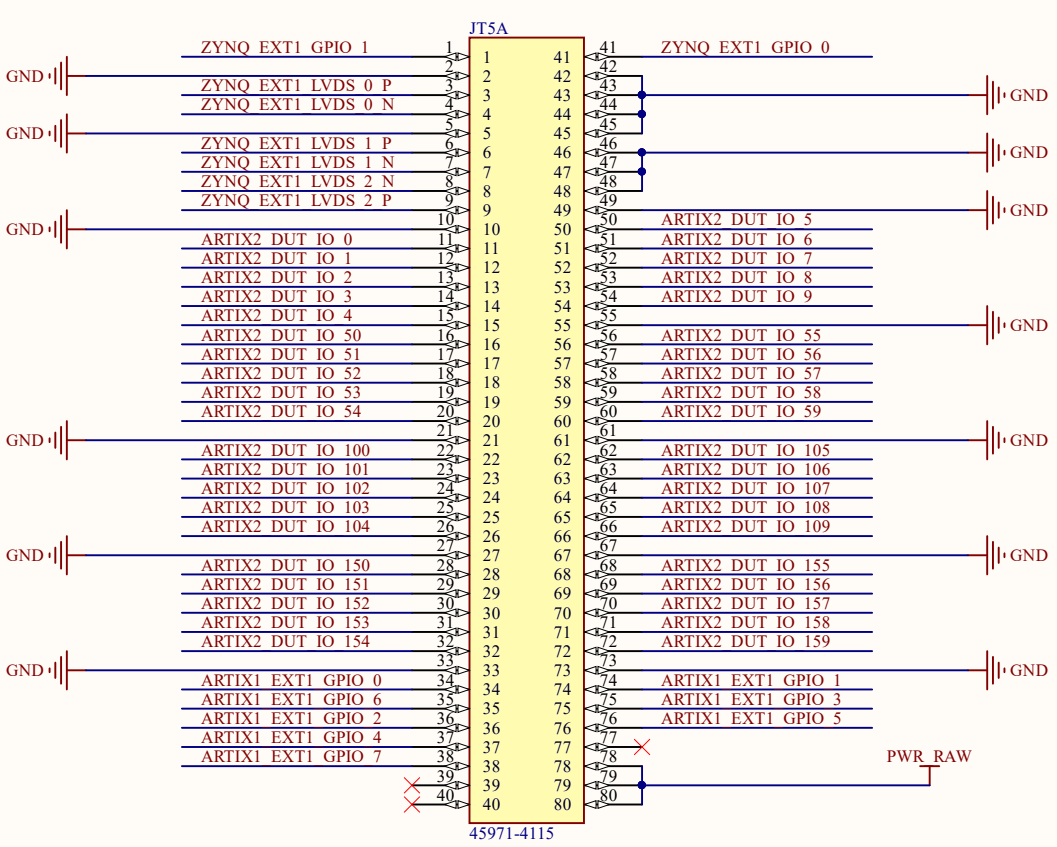 JT5A
ZYNQ_EXT1_GPIO_1 1 1 41 41 ZYNQ_EXT1_GPIO_0
GND 2 2 42 42
ZYNQ_EXT1_LVDS_0_P 3 3 43 43 GND
ZYNQ_EXT1_LVDS_0_N 4 4 44 44
GND 5 5 45 45
ZYNQ_EXT1_LVDS_1_P 6 6 46 46 GND
ZYNQ_EXT1_LVDS_1_N 7 7 47 47
ZYNQ_EXT1_LVDS_2_N 8 8 48 48
ZYNQ_EXT1_LVDS_2_P 9 9 49 49 GND
GND 10 10 50 50 ARTIX2_DUT_IO_5
ARTIX2_DUT_IO_0 11 11 51 51 ARTIX2_DUT_IO_6
ARTIX2_DUT_IO_1 12 12 52 52 ARTIX2_DUT_IO_7
ARTIX2_DUT_IO_2 13 13 53 53 ARTIX2_DUT_IO_8
ARTIX2_DUT_IO_3 14 14 54 54 ARTIX2_DUT_IO_9
ARTIX2_DUT_IO_4 15 15 55 55 GND
ARTIX2_DUT_IO_50 16 16 56 56 ARTIX2_DUT_IO_55
ARTIX2_DUT_IO_51 17 17 57 57 ARTIX2_DUT_IO_56
ARTIX2_DUT_IO_52 18 18 58 58 ARTIX2_DUT_IO_57
ARTIX2_DUT_IO_53 19 19 59 59 ARTIX2_DUT_IO_58
ARTIX2_DUT_IO_54 20 20 60 60 ARTIX2_DUT_IO_59
GND 21 21 61 61 GND
ARTIX2_DUT_IO_100 22 22 62 62 ARTIX2_DUT_IO_105
ARTIX2_DUT_IO_101 23 23 63 63 ARTIX2_DUT_IO_106
ARTIX2_DUT_IO_102 24 24 64 64 ARTIX2_DUT_IO_107
ARTIX2_DUT_IO_103 25 25 65 65 ARTIX2_DUT_IO_108
ARTIX2_DUT_IO_104 26 26 66 66 ARTIX2_DUT_IO_109
GND 27 27 67 67 GND
ARTIX2_DUT_IO_150 28 28 68 68 ARTIX2_DUT_IO_155
ARTIX2_DUT_IO_151 29 29 69 69 ARTIX2_DUT_IO_156
ARTIX2_DUT_IO_152 30 30 70 70 ARTIX2_DUT_IO_157
ARTIX2_DUT_IO_153 31 31 71 71 ARTIX2_DUT_IO_158
ARTIX2_DUT_IO_154 32 32 72 72 ARTIX2_DUT_IO_159
GND 33 33 73 73 GND
ARTIX1_EXT1_GPIO_0 34 34 74 74 ARTIX1_EXT1_GPIO_1
ARTIX1_EXT1_GPIO_6 35 35 75 75 ARTIX1_EXT1_GPIO_3
ARTIX1_EXT1_GPIO_2 36 36 76 76 ARTIX1_EXT1_GPIO_5
ARTIX1_EXT1_GPIO_4 37 37 77 77
ARTIX1_EXT1_GPIO_7 38 38 78 78 PWR_RAW
39 39 79 79
40 40 80 80
45971-4115